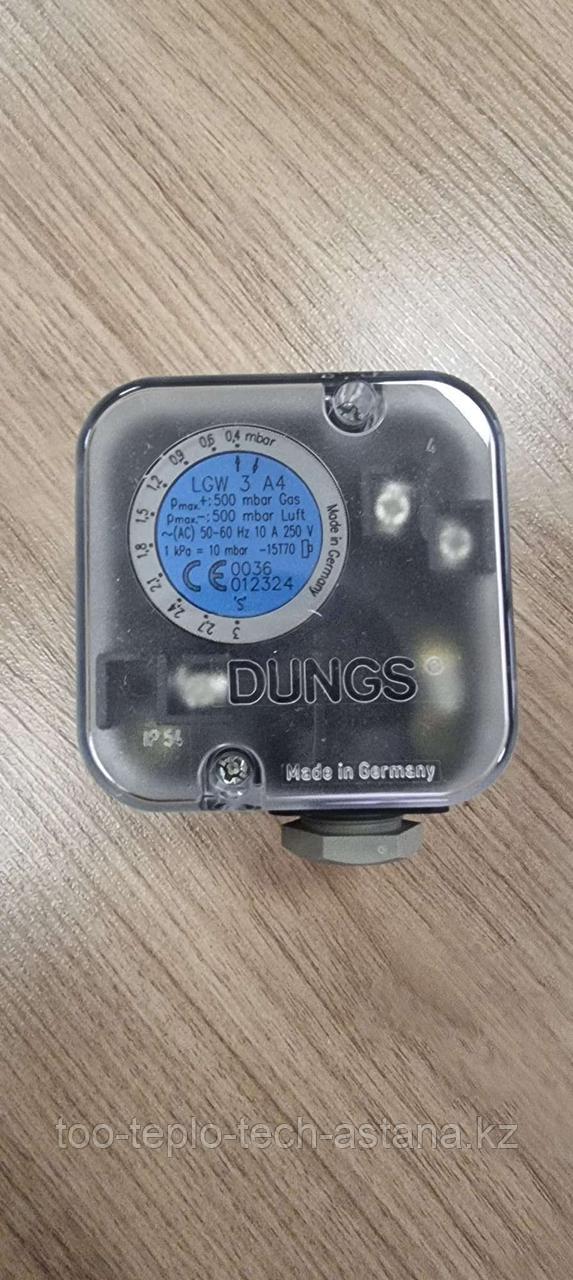 0,4 mbar
0,6
0,9
1,2
1,5
1,8
2,1
2,4
2,7
3
LGW 3 A4
Pmax.+: 500 mbar Gas
Pmax.-: 500 mbar Luft
~(AC) 50-60 Hz 10 A 250 V
1 kPa = 10 mbar -15T70
CE 0036
012324
Made in Germany
4
DUNGS®
IP 54
Made in Germany
too-teplo-tech-astana.kz